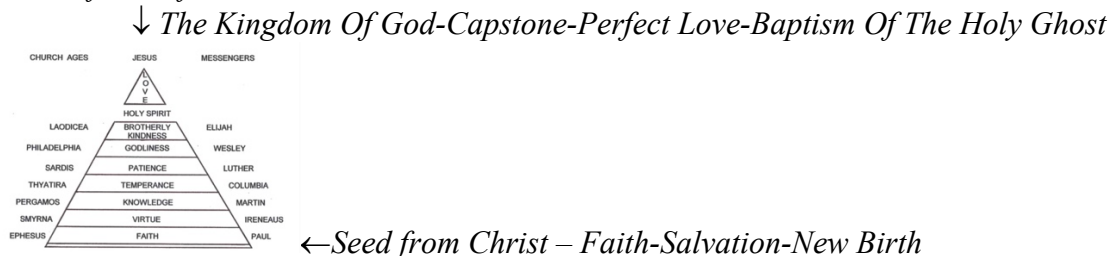 ↓ The Kingdom Of God-Capstone-Perfect Love-Baptism Of The Holy Ghost
CHURCH AGES JESUS MESSENGERS
L
O
V
E
HOLY SPIRIT
LAODICEA BROTHERLY KINDNESS ELIJAH
PHILADELPHIA GODLINESS WESLEY
SARDIS PATIENCE LUTHER
THYATIRA TEMPERANCE COLUMBIA
PERGAMOS KNOWLEDGE MARTIN
SMYRNA VIRTUE IRENEAUS
EPHESUS FAITH PAUL
←Seed from Christ – Faith-Salvation-New Birth